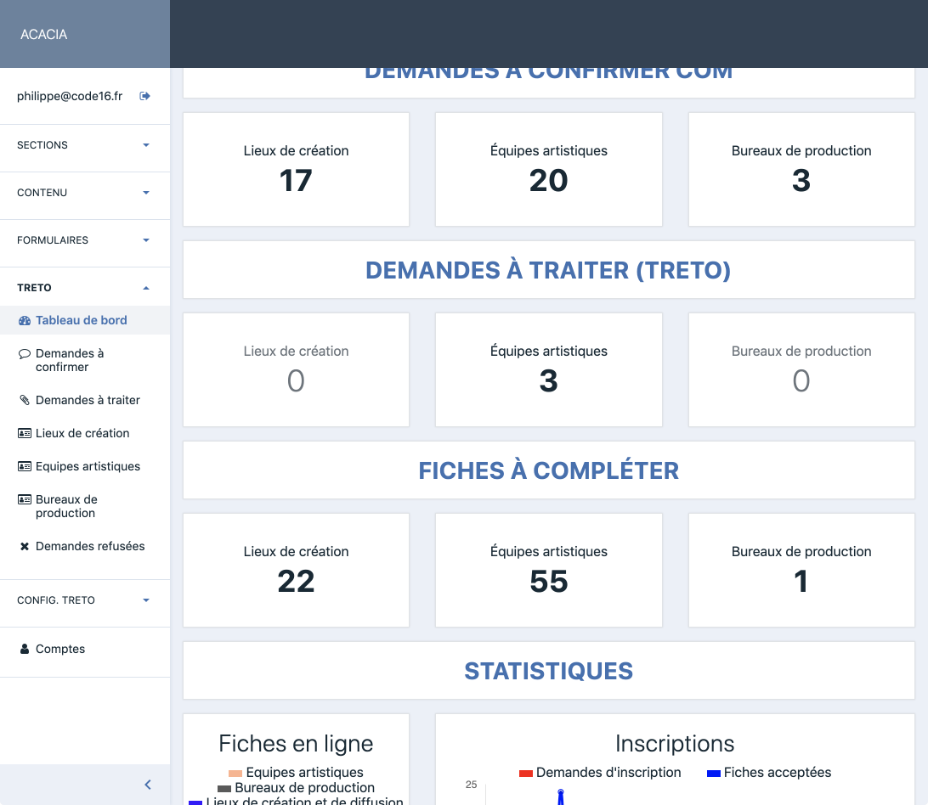 ACACIA
philippe@code16.fr
SECTIONS
CONTENU
FORMULAIRES
TRETO
Tableau de bord
Demandes à
confirmer
Demandes à traiter
Lieux de création
Equipes artistiques
Bureaux de
production
Demandes refusées
CONFIG. TRETO
Comptes
DEMANDES À CONFIRMER COM
Lieux de création
17
Équipes artistiques
20
Bureaux de production
3
DEMANDES À TRAITER (TRETO)
Lieux de création
0
Équipes artistiques
3
Bureaux de production
0
FICHES À COMPLÉTER
Lieux de création
22
Équipes artistiques
55
Bureaux de production
1
STATISTIQUES
Fiches en ligne
Equipes artistiques
Bureaux de production
Lieux de création et de diffusion
Inscriptions
Demandes d'inscription
Fiches acceptées
25